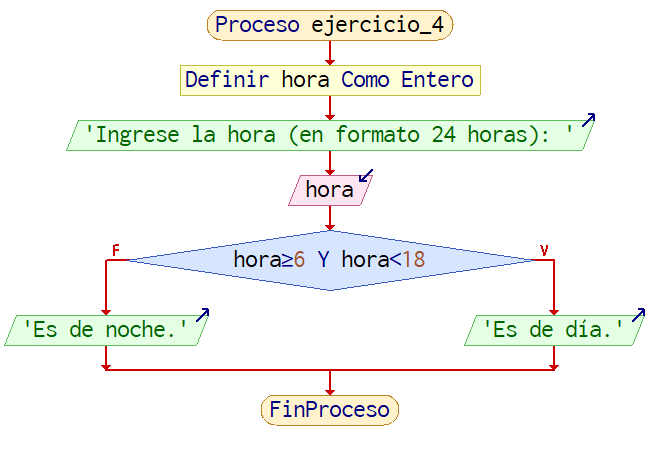 Proceso ejercicio_4
Definir hora Como Entero
'Ingrese la hora (en formato 24 horas): '
hora
F
V
hora≥6 Y hora<18
'Es de noche.'
'Es de día.'
FinProceso